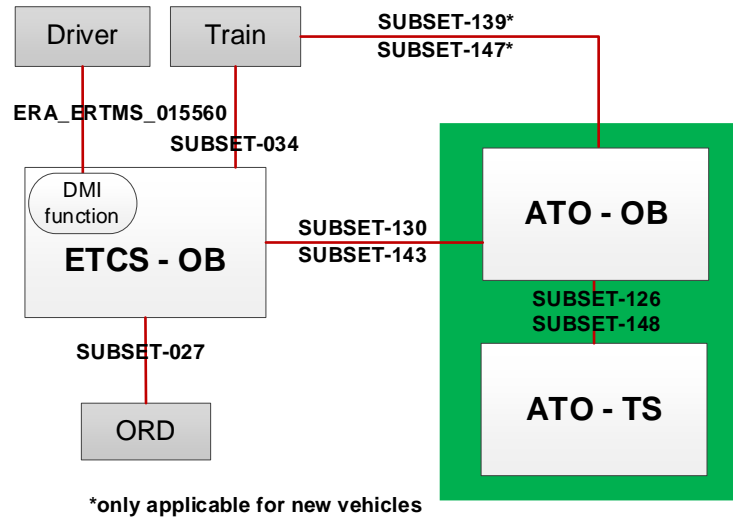 Driver
Train
SUBSET-139*
SUBSET-147*
ERA_ERTMS_015560
SUBSET-034
DMI
function
ETCS - OB
SUBSET-130
SUBSET-143
ATO - OB
SUBSET-126
SUBSET-148
SUBSET-027
ATO - TS
ORD
*only applicable for new vehicles